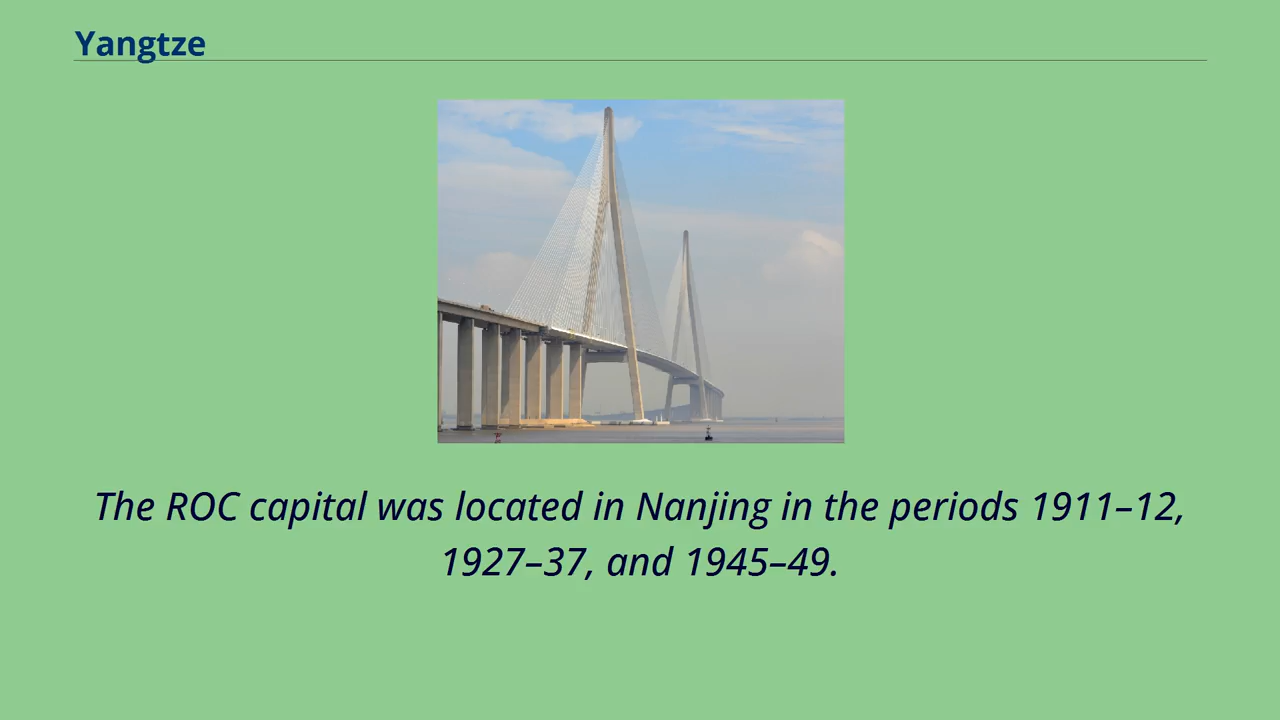 Yangtze
The ROC capital was located in Nanjing in the periods 1911–12,
1927–37, and 1945–49.